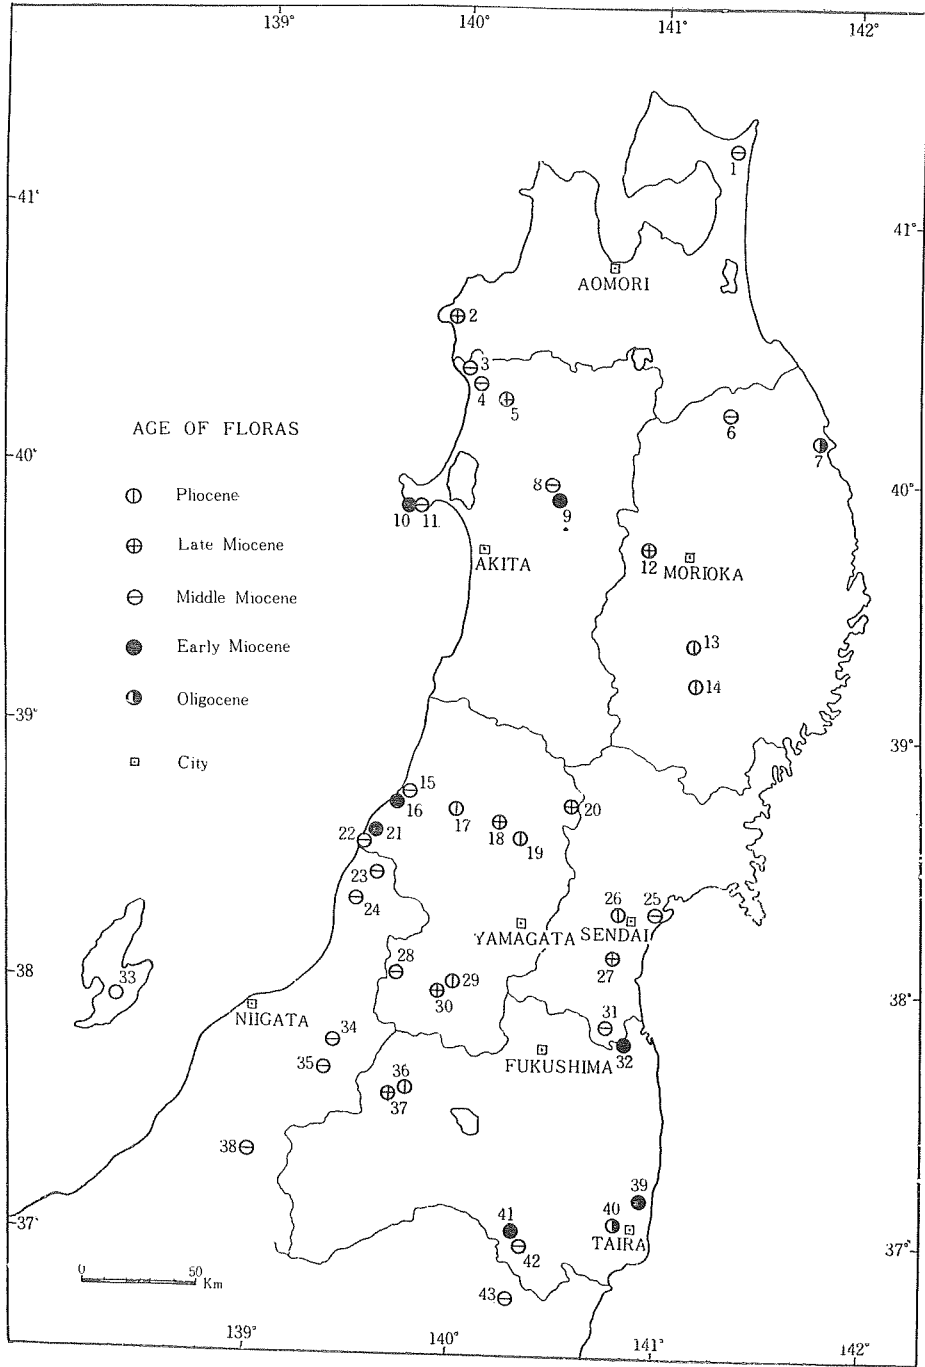 139° 140° 141° 142°
1
41°
41°
AOMORI
2
3
4
5
6
7
AGE OF FLORAS
40°
40°
Pliocene
8
9
10 11
Late Miocene
AKITA
12
MORIOKA
Middle Miocene
13
Early Miocene
14
Oligocene
39°
39°
City
15
16
17
18
19
20
21
22
23
24
25
26
YAMAGATA
SENDAI
27
28
29
30
38°
38°
33
NIIGATA
31
32
34
35
FUKUSHIMA
36
37
38
39
40
41
42
TAIRA
37°
37°
0 50
Km
43
139° 140° 141° 142°